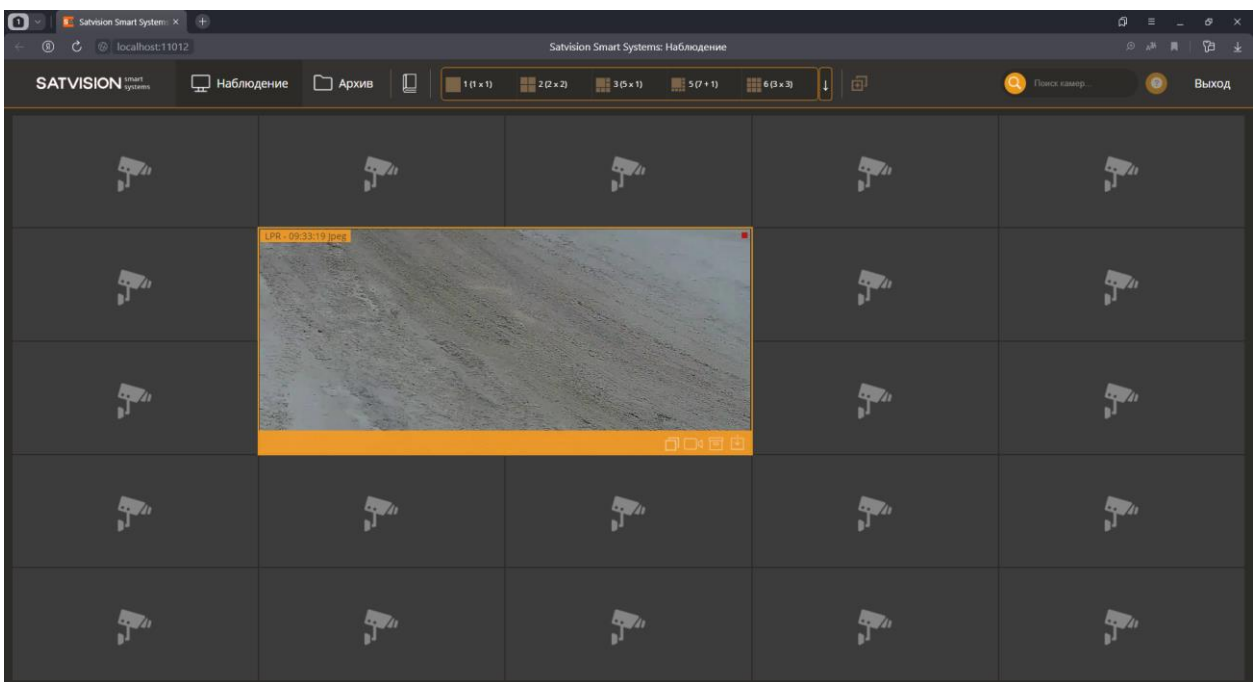 1
Satvision Smart Systems
localhost:11012
Satvision Smart Systems: Наблюдение
SATVISION smart systems
Наблюдение
Архив
1 (1 x 1)
2 (2 x 2)
3 (5 x 1)
5 (7 + 1)
6 (3 x 3)
Поиск камер...
Выход
LPR - 09:33:19 Jpeg